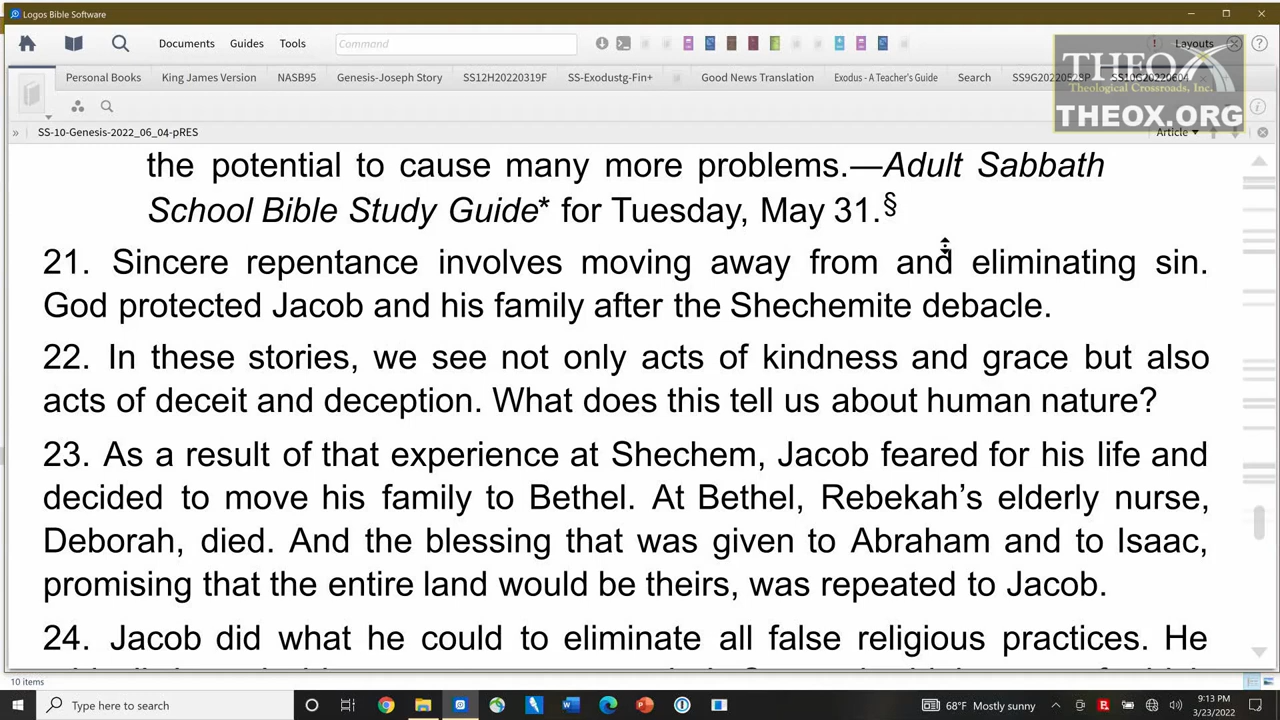 Logos Bible Software
Documents Guides Tools Command Layouts
Personal Books King James Version NASB95 Genesis-Joseph SS12H20220319F SS-Exodustg-Fin+ Good News Translation Exodus - A Teacher's Guide Search
THEOX
Theological Crossroads, Inc.
THEOX.ORG
SS-10-Genesis-2022_06_04-pRES Article
the potential to cause many more problems.—Adult Sabbath
School Bible Study Guide* for Tuesday, May 31.§
21. Sincere repentance involves moving away from and eliminating sin.
God protected Jacob and his family after the Shechemite debacle.
22. In these stories, we see not only acts of kindness and grace but also
acts of deceit and deception. What does this tell us about human nature?
23. As a result of that experience at Shechem, Jacob feared for his life and
decided to move his family to Bethel. At Bethel, Rebekah's elderly nurse,
Deborah, died. And the blessing that was given to Abraham and to Isaac,
promising that the entire land would be theirs, was repeated to Jacob.
24. Jacob did what he could to eliminate all false religious practices. He
10 items
Type here to search
68°F Mostly sunny
9:13 PM
3/23/2022